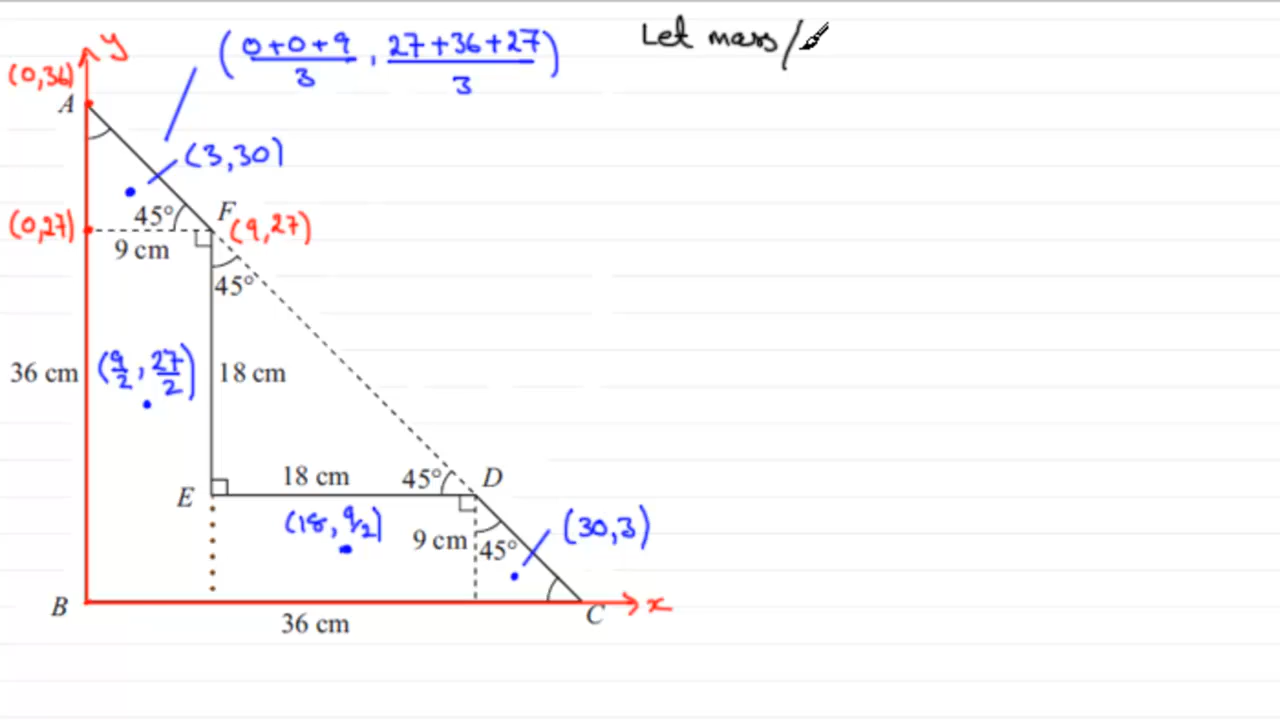 Let mass/
y
(0+0+9/3, 27+36+27/3)
(0,36)
A
(3,30)
45° F
(0,27) (9,27)
9 cm
45°
36 cm (9/2, 27/2) 18 cm
18 cm 45° D
E
(18, 9/2) 9 cm 45° (30,3)
B C x
36 cm